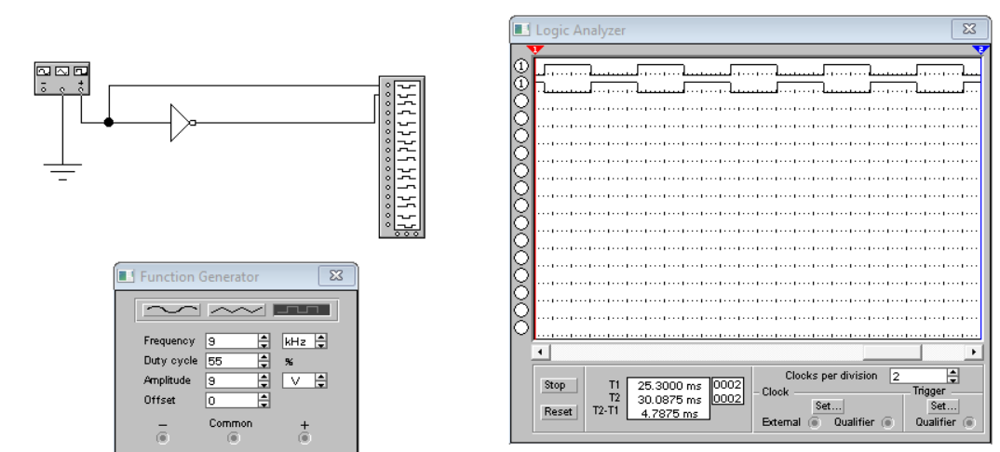 Logic Analyzer
1 2
1
1
− +
Function Generator
Frequency 9 kHz
Duty cycle 55 %
Amplitude 9 V
Offset 0
− Common +
Stop
Reset
T1 25.3000 ms 0002
T2 30.0875 ms 0002
T2-T1 4.7875 ms
Clocks per division 2
Clock
Set...
External Qualifier
Trigger
Set...
Qualifier